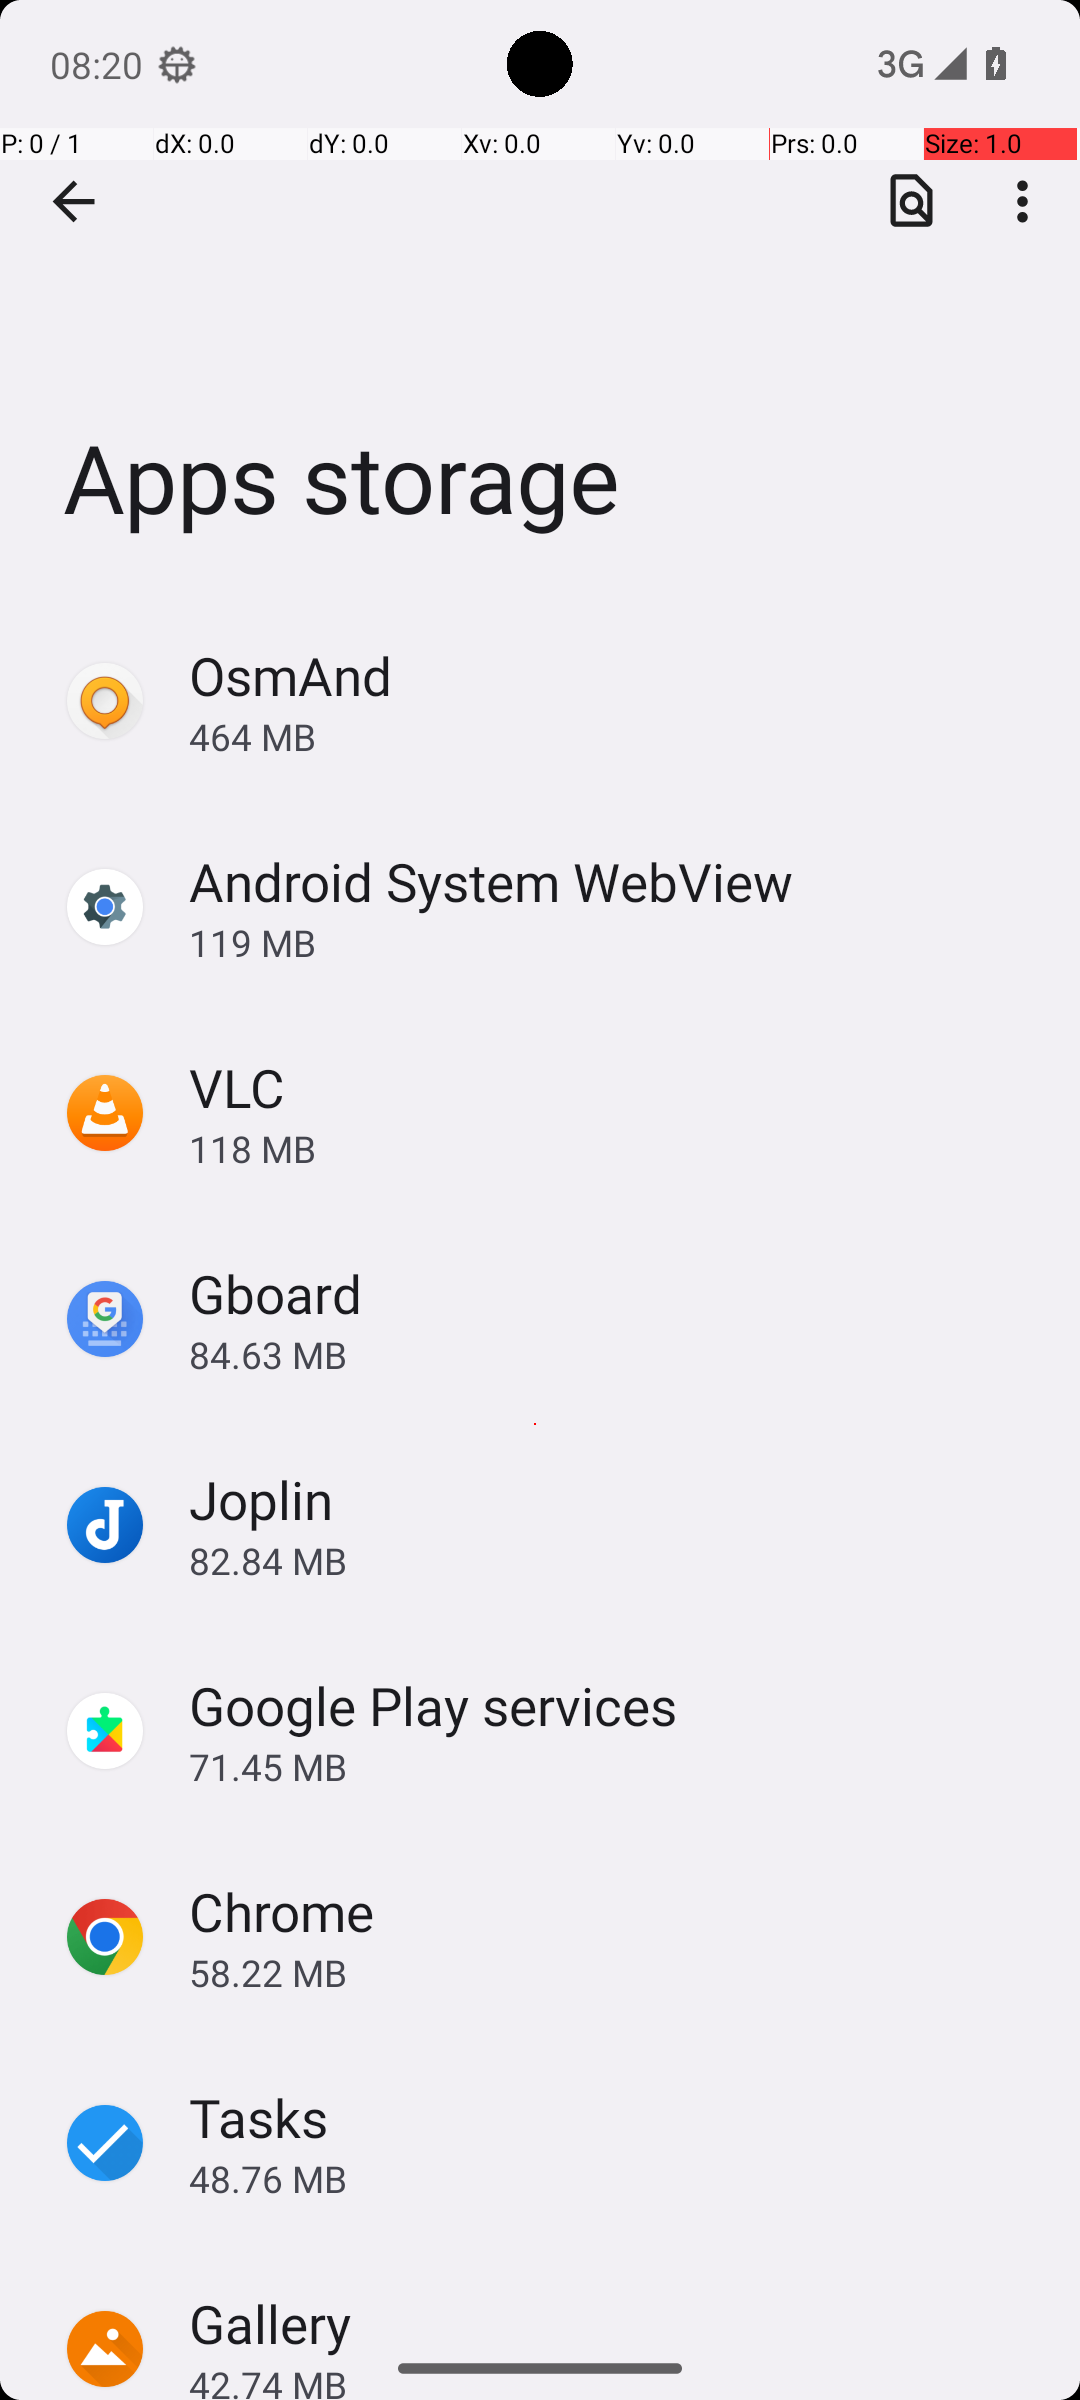 08:20
3G
P: 0 / 1 dX: 0.0 dY: 0.0 Xv: 0.0 Yv: 0.0 Prs: 0.0 Size: 1.0
Apps storage
OsmAnd
464 MB
Android System WebView
119 MB
VLC
118 MB
Gboard
84.63 MB
Joplin
82.84 MB
Google Play services
71.45 MB
Chrome
58.22 MB
Tasks
48.76 MB
Gallery
42.74 MB